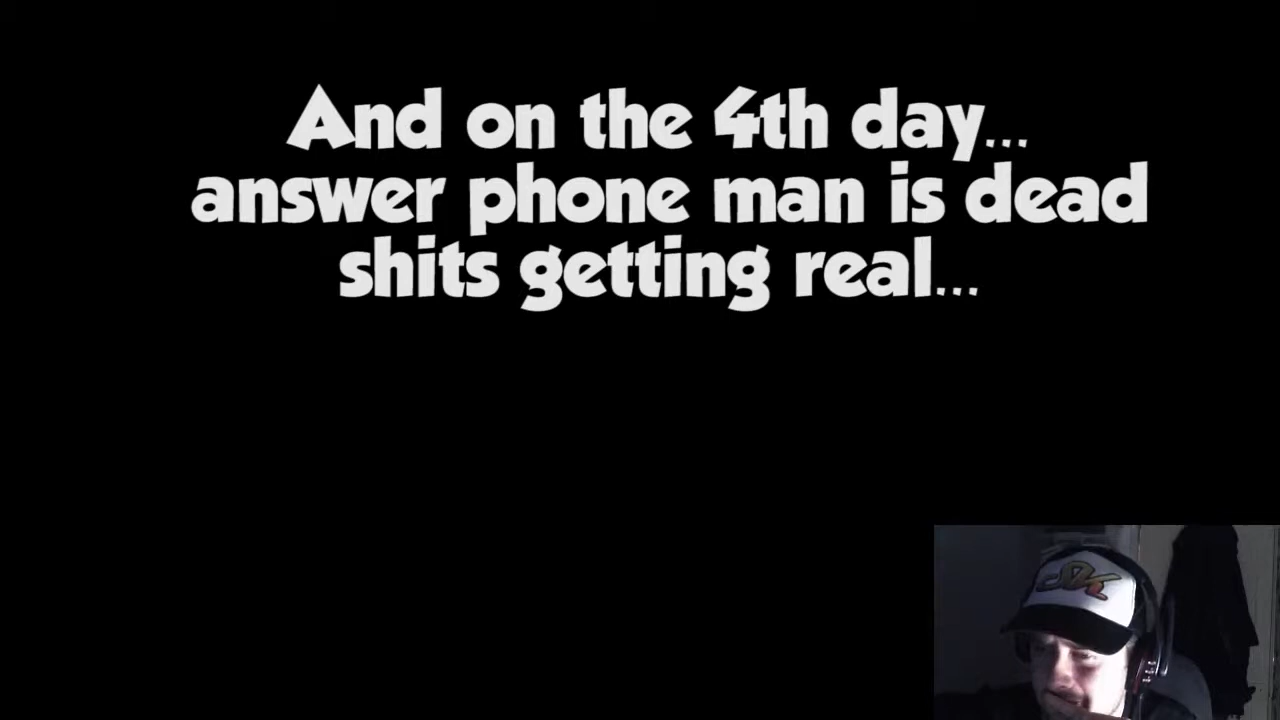 And on the 4th day...
answer phone man is dead
shits getting real...